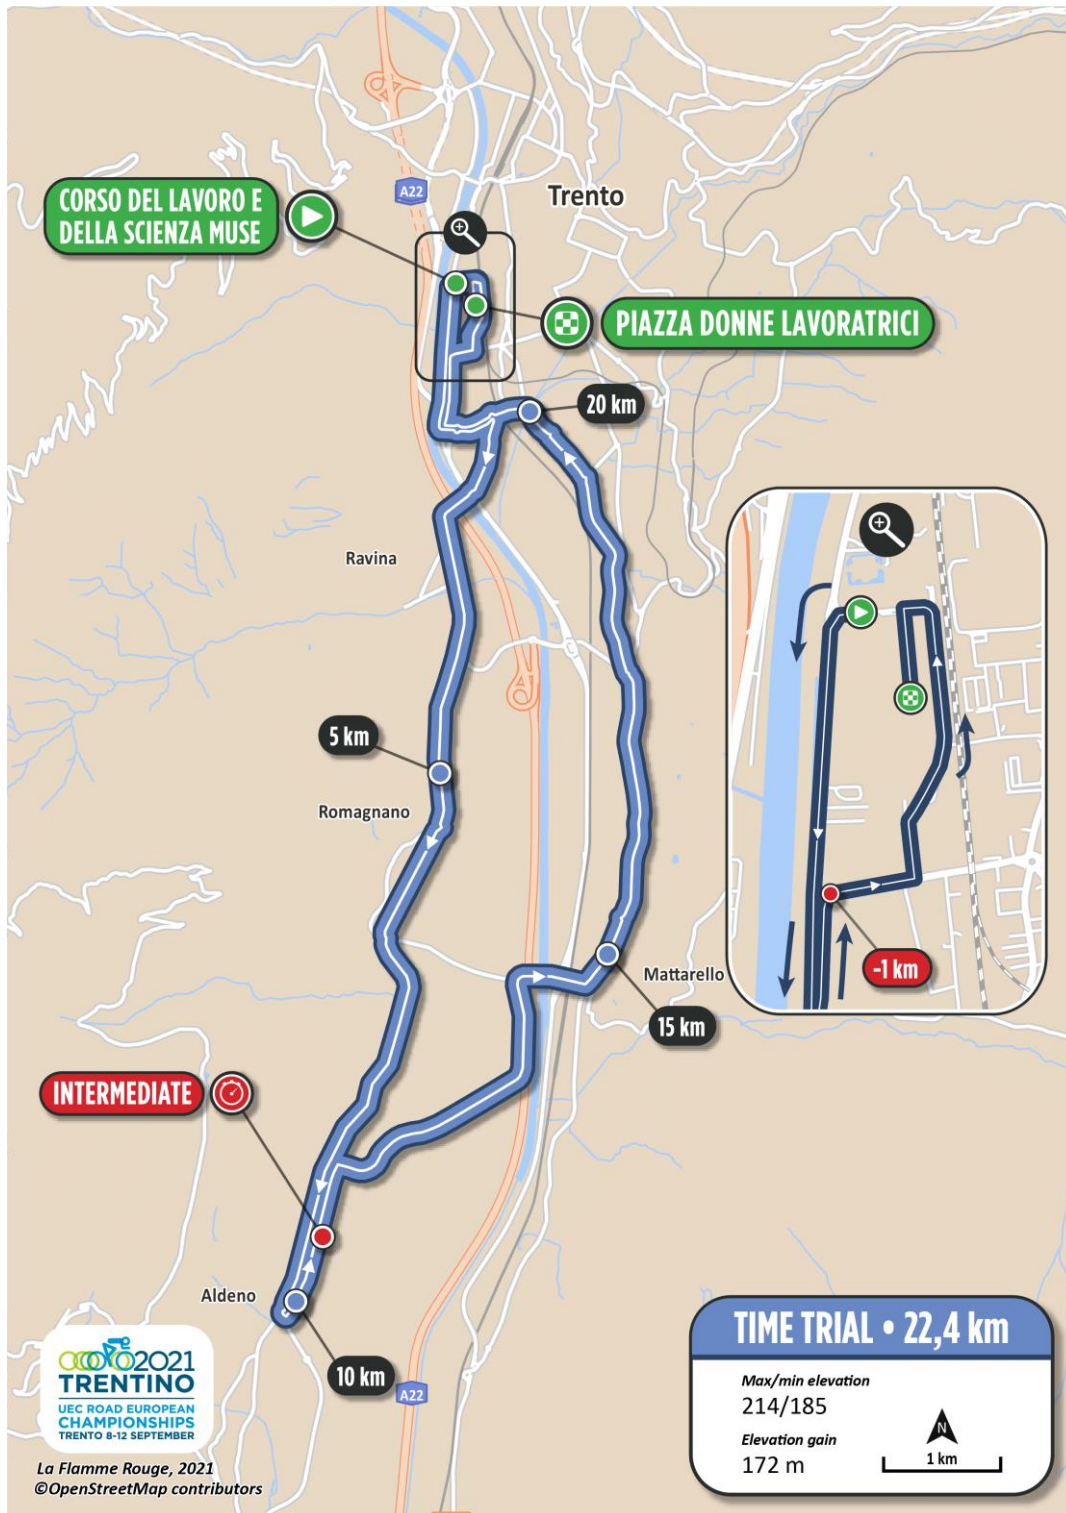 A22
Trento
CORSO DEL LAVORO E
DELLA SCIENZA MUSE
PIAZZA DONNE LAVORATRICI
20 km
Ravina
5 km
Romagnano
-1 km
Mattarello
15 km
INTERMEDIATE
Aldeno
10 km
A22
2021
TRENTINO
UEC ROAD EUROPEAN
CHAMPIONSHIPS
TRENTO 8-12 SEPTEMBER
La Flamme Rouge, 2021
©OpenStreetMap contributors
TIME TRIAL • 22,4 km
Max/min elevation
214/185
Elevation gain
172 m
N
1 km